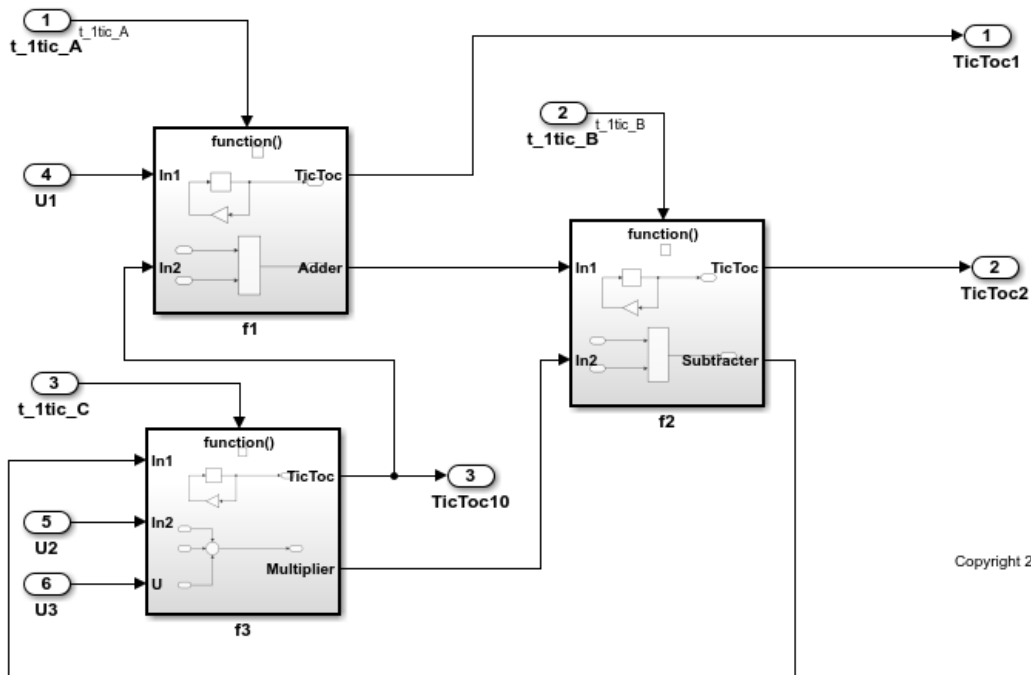 1
t_1tic_A
t_1tic_A
1
TicToc1
2
t_1tic_B
t_1tic_B
function()
4
U1
In1
TicToc
In2
Adder
f1
function()
In1
TicToc
In2
Subtracter
f2
2
TicToc2
3
t_1tic_C
function()
In1
TicToc
In2
U
Multiplier
f3
3
TicToc10
5
U2
6
U3
Copyright 2